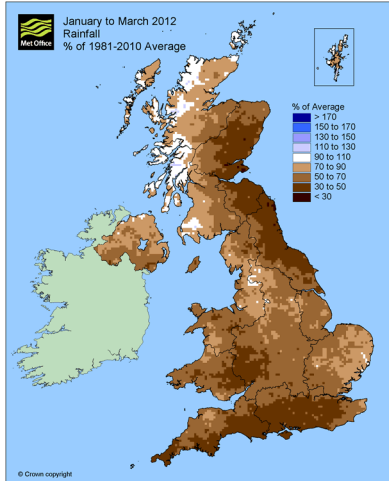 Met Office
January to March 2012
Rainfall
% of 1981-2010 Average
% of Average
> 170
150 to 170
130 to 150
110 to 130
90 to 110
70 to 90
50 to 70
30 to 50
< 30
© Crown copyright